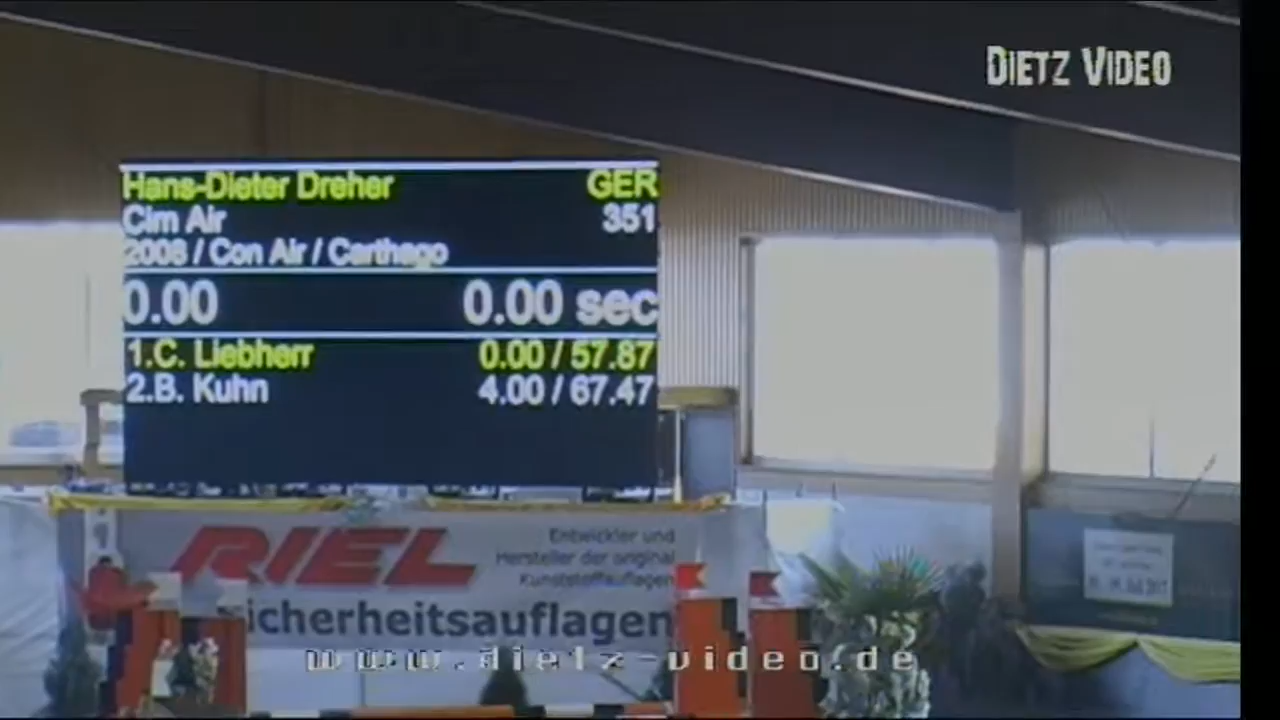 DIETZ VIDEO
Hans-Dieter Dreher GER
Cim Air 351
2008 / Con Air / Carthago
0.00 0.00 sec
1.C. Liebherr 0.00 / 57.87
2.B. Kuhn 4.00 / 67.47
RIEL
Entwickler und
Hersteller der original
Kunststoffauflagen
icherheitsauflagen
www.dietz-video.de